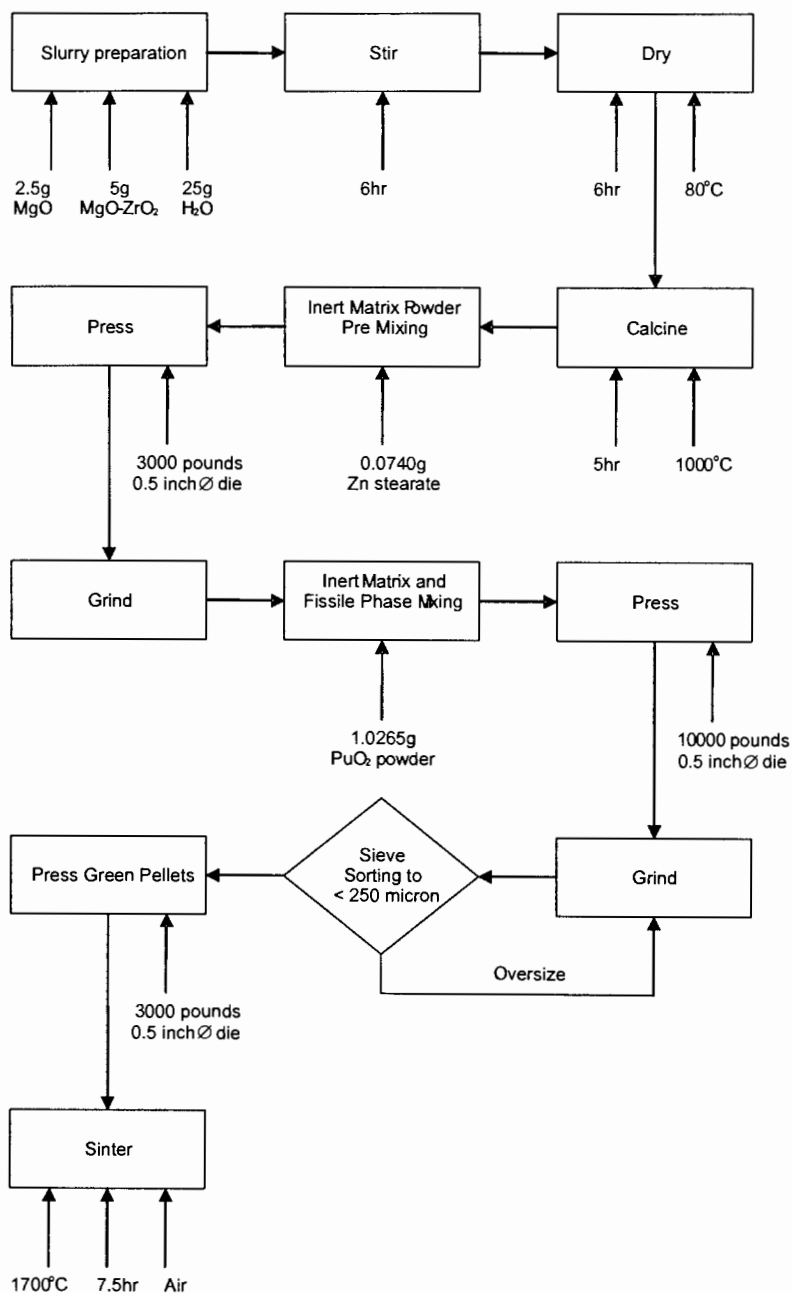 Slurry preparation
Stir
Dry
2.5g
MgO
5g
MgO-ZrO₂
25g
H₂O
6hr
6hr
80°C
Press
Inert Matrix Powder
Pre Mixing
Calcine
3000 pounds
0.5 inch Ø die
0.0740g
Zn stearate
5hr
1000°C
Grind
Inert Matrix and
Fissile Phase Mixing
Press
1.0265g
PuO₂ powder
10000 pounds
0.5 inch Ø die
Press Green Pellets
Sieve
Sorting to
< 250 micron
Grind
Oversize
3000 pounds
0.5 inch Ø die
Sinter
1700°C
7.5hr
Air